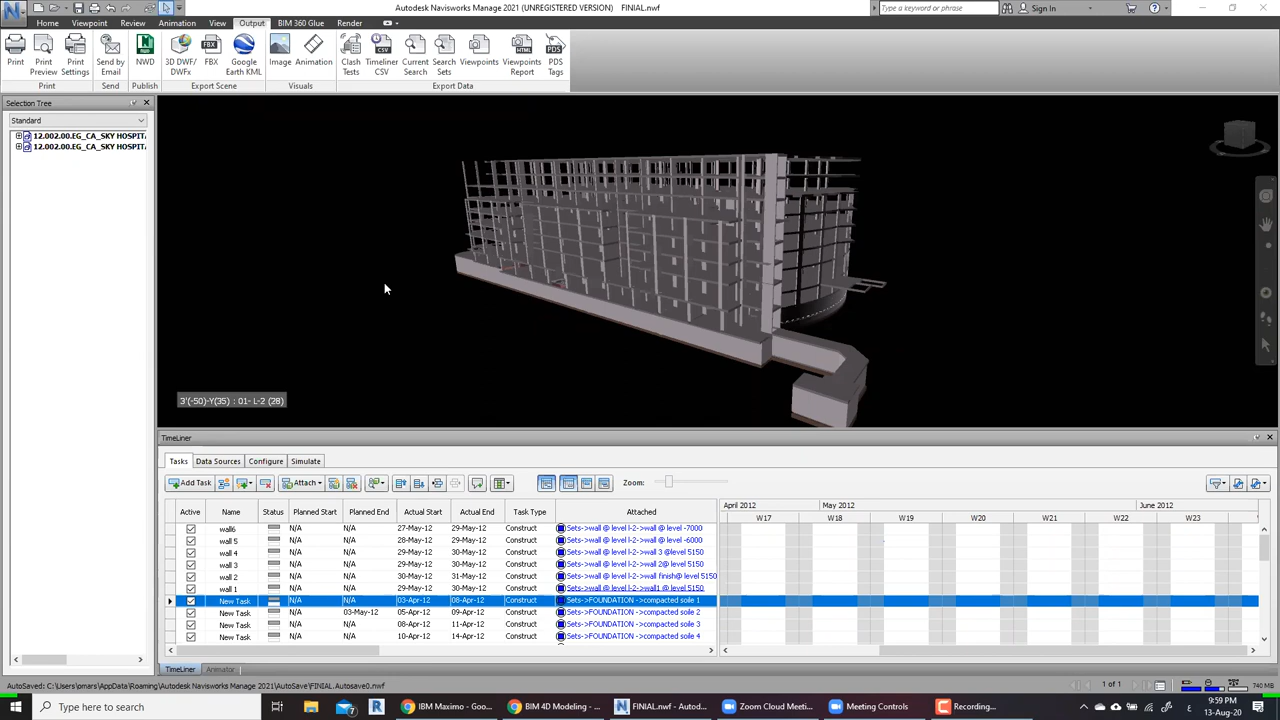 Autodesk Navisworks Manage 2021 (UNREGISTERED VERSION) FINIAL.nwf
Type a keyword or phrase
Sign In
Home Viewpoint Review Animation View Output BIM 360 Glue Render
Print
Print Preview
Print Settings
Send by Email
NWD
3D DWF/ DWFx
FBX
Google Earth KML
Image
Animation
Clash Tests
Timeliner CSV
Current Search
Search Sets
Viewpoints
Viewpoints Report
PDS Tags
Print Send Publish Export Scene Visuals Export Data
Selection Tree
Standard
12.002.00.EG_CA_SKY HOSPIT
12.002.00.EG_CA_SKY HOSPIT
3'(-50)-Y(35) : 01- L-2 (28)
TimeLiner
Tasks Data Sources Configure Simulate
Add Task Attach Zoom:
April 2012 May 2012 June 2012
Active Name Status Planned Start Planned End Actual Start Actual End Task Type Attached
W17 W18 W19 W20 W21 W22 W23
wall6 N/A N/A 27-May-12 29-May-12 Construct Sets->wall @ level l-2->wall @ level -7000
wall 5 N/A N/A 28-May-12 29-May-12 Construct Sets->wall @ level l-2->wall @ level -6000
wall 4 N/A N/A 29-May-12 30-May-12 Construct Sets->wall @ level l-2->wall 3 @level 5150
wall 3 N/A N/A 29-May-12 30-May-12 Construct Sets->wall @ level l-2->wall 2@ level 5150
wall 2 N/A N/A 30-May-12 31-May-12 Construct Sets->wall @ level l-2->wall finish@ level 5150
wall 1 N/A N/A 29-May-12 30-May-12 Construct Sets->wall @ level l-2->wall1 @ level 5150
New Task N/A N/A 03-Apr-12 08-Apr-12 Construct Sets->FOUNDATION ->compacted soile 1
New Task N/A 03-May-12 05-Apr-12 09-Apr-12 Construct Sets->FOUNDATION ->compacted soile 2
New Task N/A N/A 08-Apr-12 11-Apr-12 Construct Sets->FOUNDATION ->compacted soile 3
New Task N/A N/A 10-Apr-12 14-Apr-12 Construct Sets->FOUNDATION ->compacted soile 4
TimeLiner Animator
AutoSaved: C:\Users\omars\AppData\Roaming\Autodesk Navisworks Manage 2021\AutoSave\FINIAL.Autosave0.nwf
1 of 1
740 MB
Type here to search
IBM Maximo - Goo...
BIM 4D Modeling - ...
FINIAL.nwf - Autod...
Zoom Cloud Meeti...
Meeting Controls
Recording...
9:59 PM
13-Aug-20